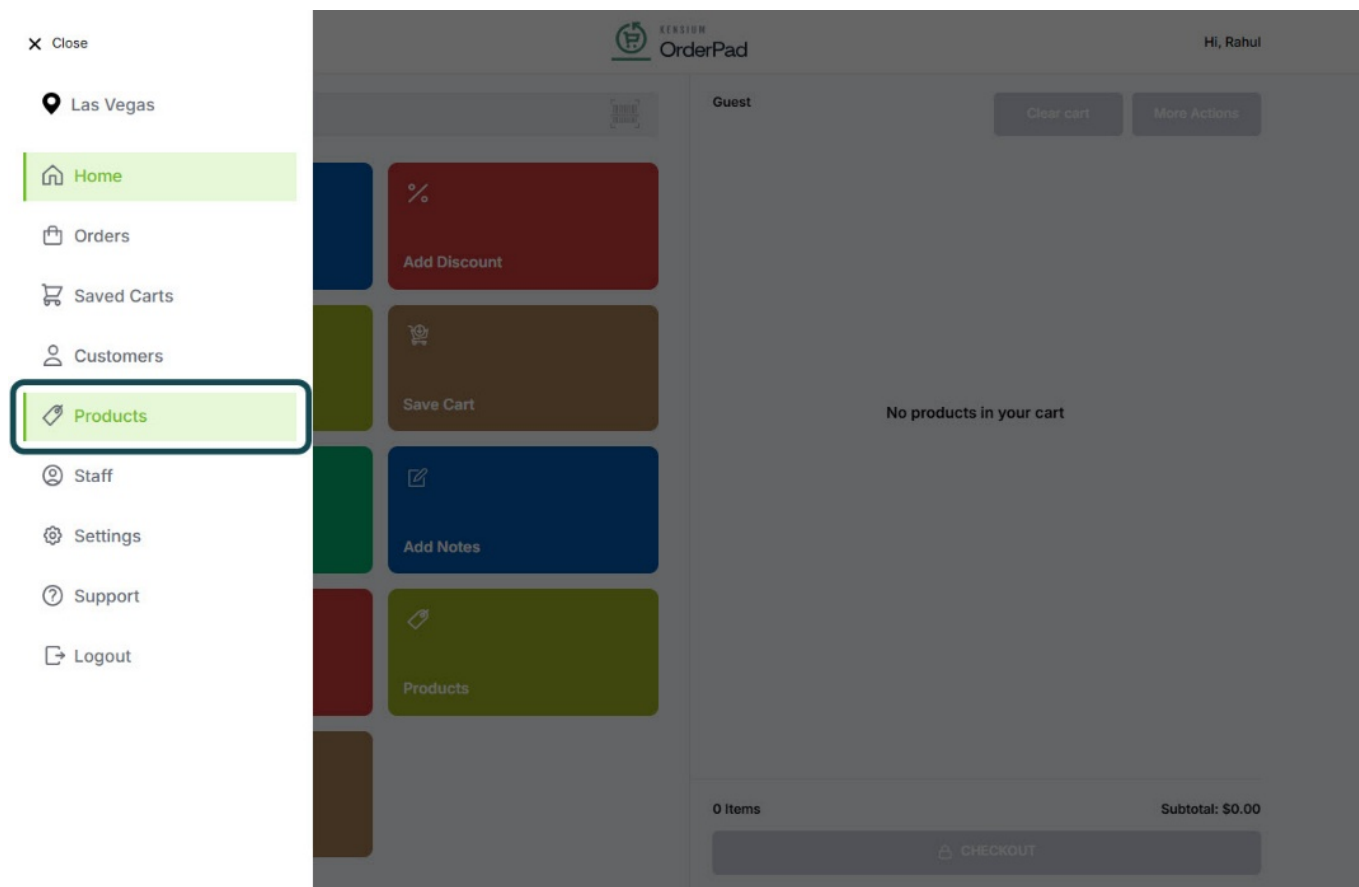 Close
Las Vegas
Home
Orders
Saved Carts
Customers
Products
Staff
Settings
Support
Logout
KENSIUM
OrderPad
Hi, Rahul
Add Discount
Save Cart
Add Notes
Products
Guest
Clear cart
More Actions
No products in your cart
0 Items
Subtotal: $0.00
CHECKOUT